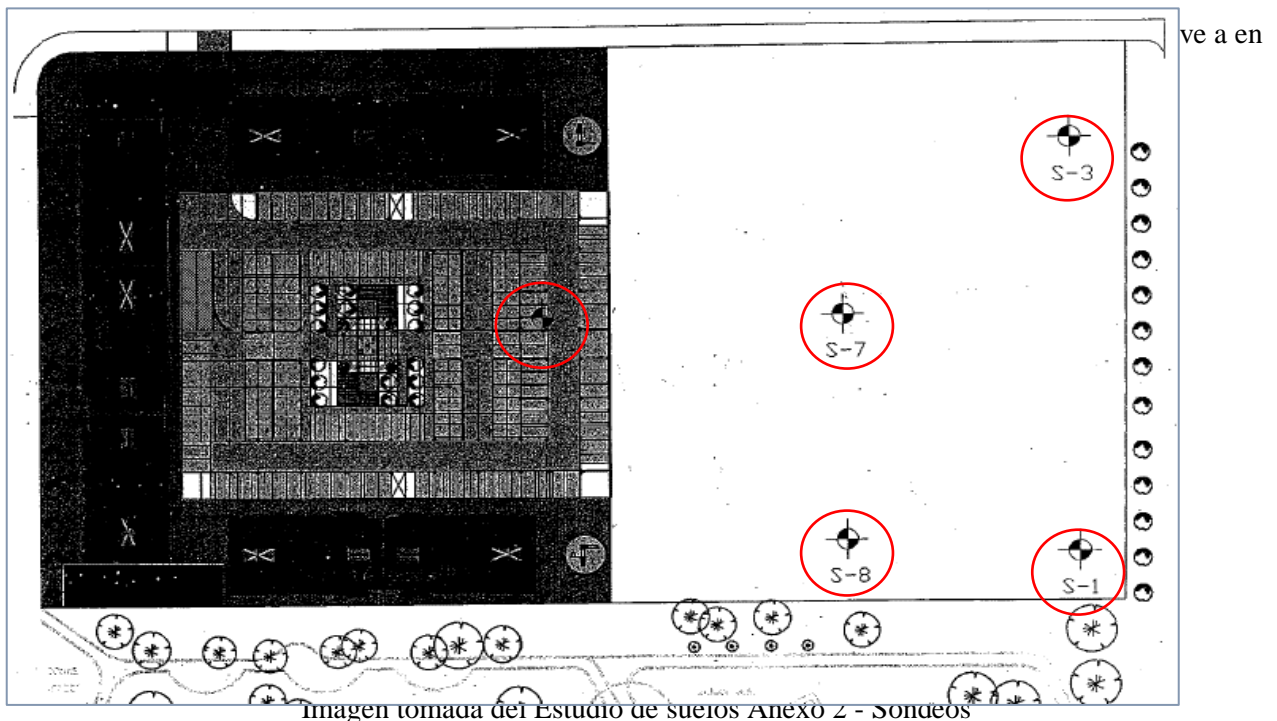 ve a en
S-3
S-7
S-8
S-1
Imagen tomada del Estudio de suelos Anexo 2 - Sondeos